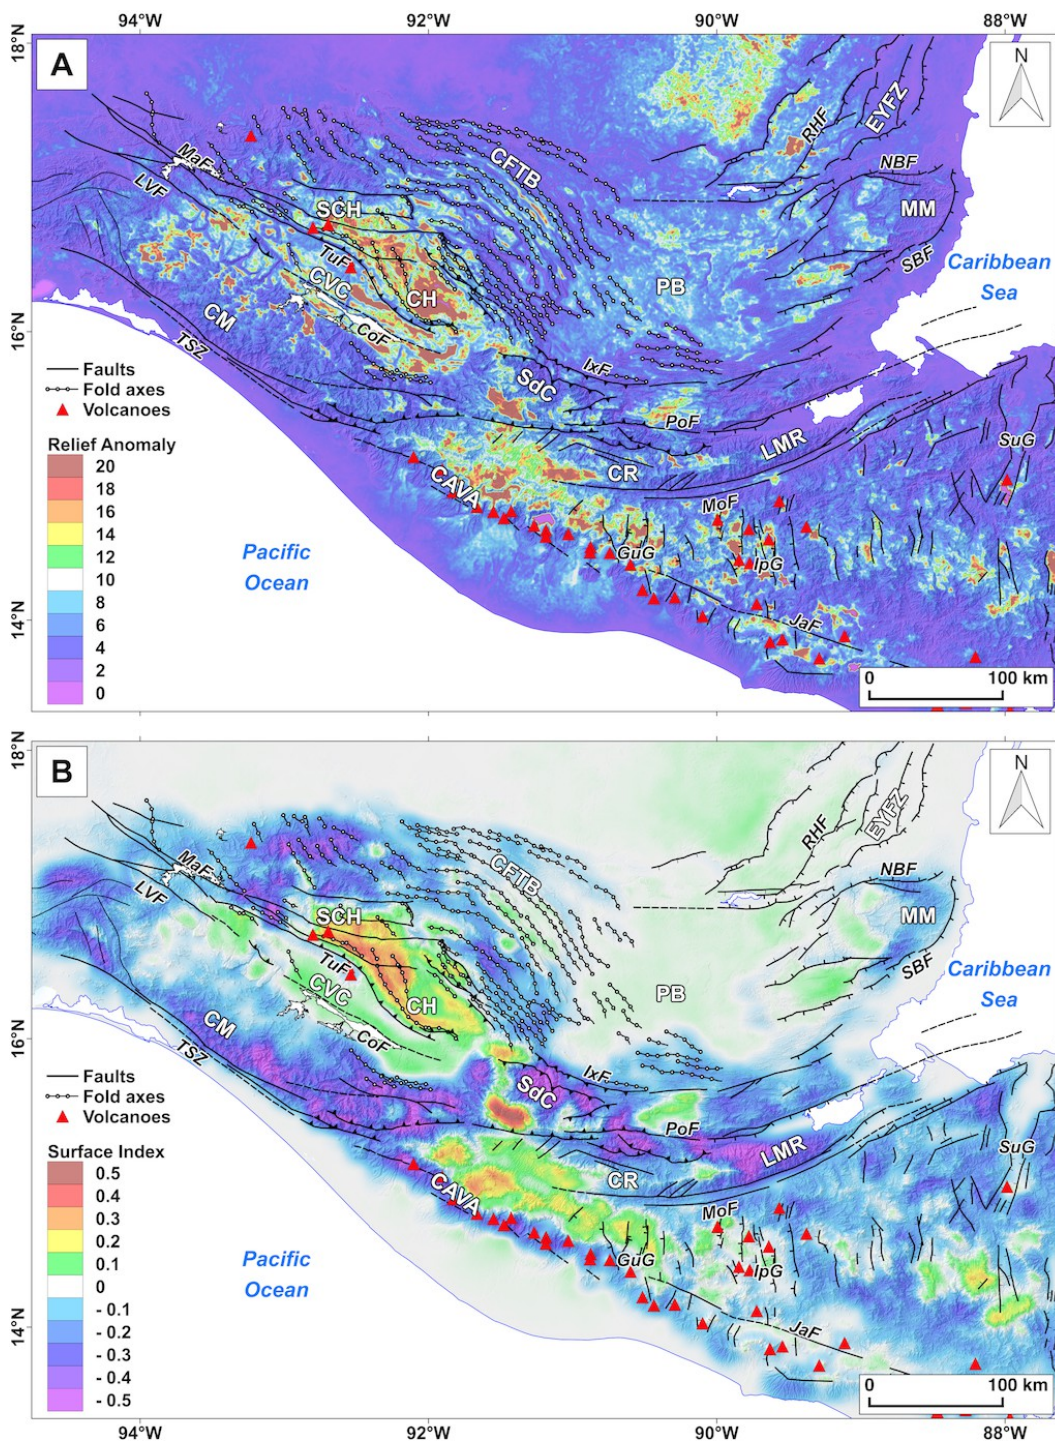 94°W 92°W 90°W 88°W
18°N
A
N
EYFZ
RHF
CFTB
NBF
MaF
LVF
MM
SCH
SBF
Caribbean
Sea
TuF
CVC
CH
PB
16°N
CM
CoF
TSZ
IxF
SdC
Faults
Fold axes
Volcanoes
PoF
LMR
SuG
Relief Anomaly
20
18
16
14
12
10
8
6
4
2
0
CR
CAVA
MoF
Pacific
Ocean
GuG
IpG
14°N
JaF
0 100 km
18°N
B
N
EYFZ
RHF
CFTB
NBF
MaF
LVF
MM
SCH
SBF
Caribbean
Sea
TuF
CVC
CH
PB
16°N
CM
CoF
TSZ
IxF
SdC
Faults
Fold axes
Volcanoes
PoF
LMR
SuG
Surface Index
0.5
0.4
0.3
0.2
0.1
0
- 0.1
- 0.2
- 0.3
- 0.4
- 0.5
CR
CAVA
MoF
Pacific
Ocean
GuG
IpG
14°N
JaF
0 100 km
94°W 92°W 90°W 88°W